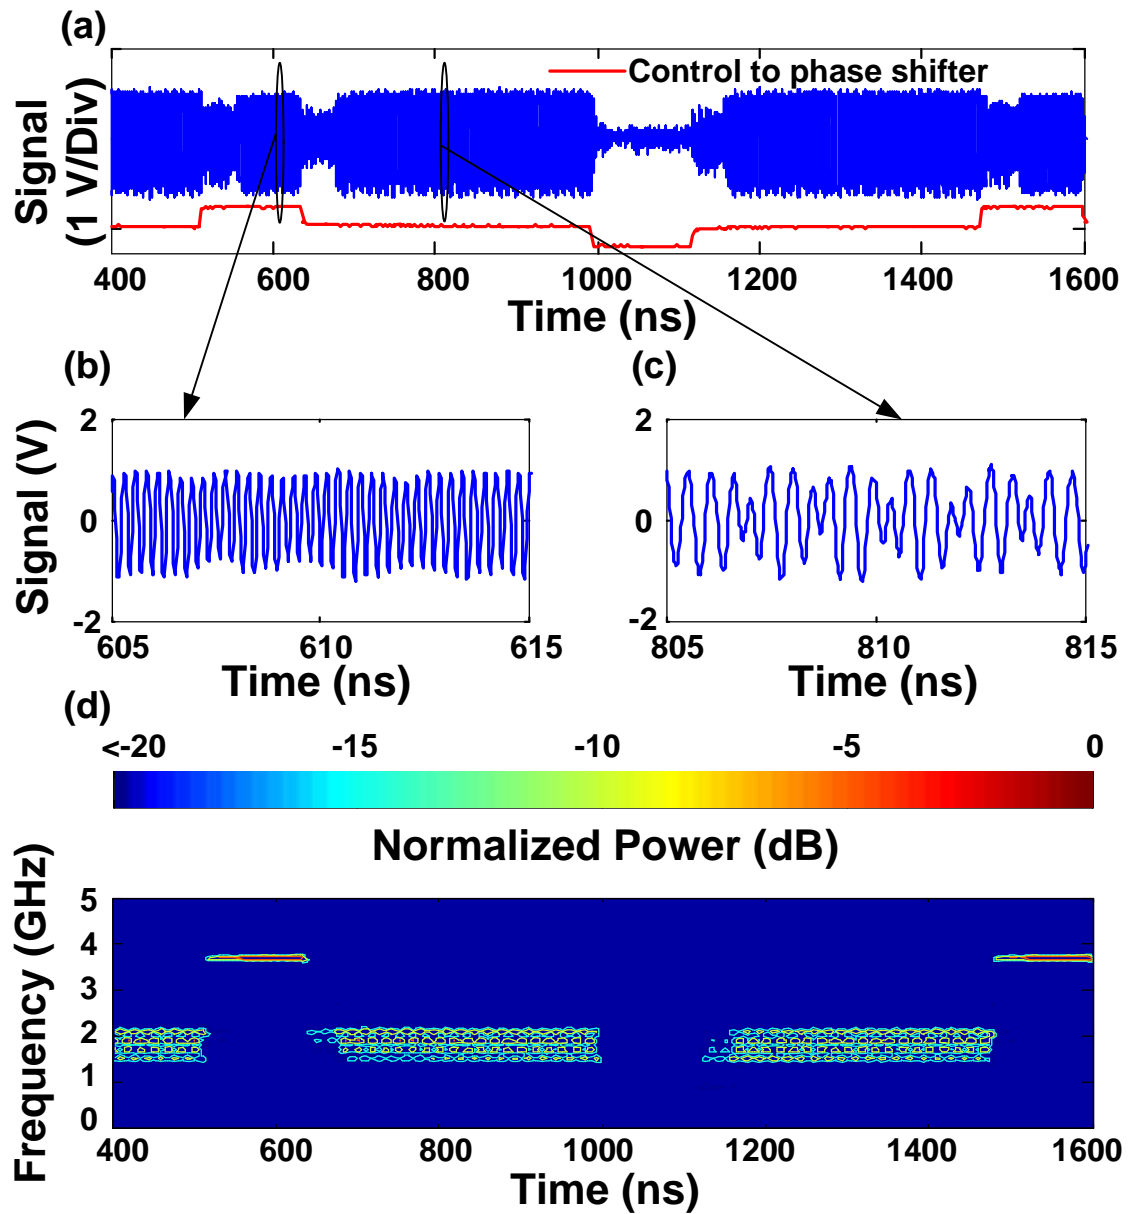 (a)
Control to phase shifter
Signal
(1 V/Div)
400 600 800 1000 1200 1400 1600
Time (ns)
(b) (c)
Signal (V)
2
0
-2
605 610 615
Time (ns)
2
0
-2
805 810 815
Time (ns)
(d)
<-20 -15 -10 -5 0
Normalized Power (dB)
Frequency (GHz)
5
4
3
2
1
0
400 600 800 1000 1200 1400 1600
Time (ns)